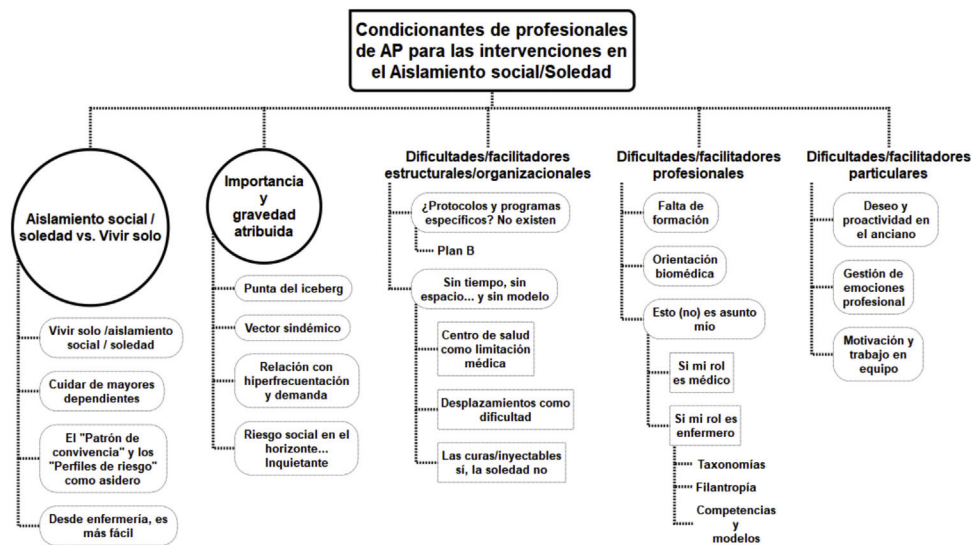 Condicionantes de profesionales
de AP para las intervenciones en
el Aislamiento social/Soledad
Aislamiento social /
soledad vs. Vivir solo
Vivir solo /aislamiento
social / soledad
Cuidar de mayores
dependientes
El "Patrón de
convivencia" y los
"Perfiles de riesgo"
como asidero
Desde enfermería, es
más fácil
Importancia
y
gravedad
atribuida
Punta del iceberg
Vector sindémico
Relación con
hiperfrecuentación
y demanda
Riesgo social en el
horizonte...
Inquietante
Dificultades/facilitadores
estructurales/organizacionales
¿Protocolos y programas
específicos? No existen
Plan B
Sin tiempo, sin
espacio... y sin modelo
Centro de salud
como limitación
médica
Desplazamientos como
dificultad
Las curas/inyectables
sí, la soledad no
Dificultades/facilitadores
profesionales
Falta de
formación
Orientación
biomédica
Esto (no) es asunto
mío
Si mi rol
es médico
Si mi rol es
enfermero
Taxonomías
Filantropía
Competencias
y
modelos
Dificultades/facilitadores
particulares
Deseo y
proactividad en
el anciano
Gestión de
emociones
profesional
Motivación y
trabajo en
equipo